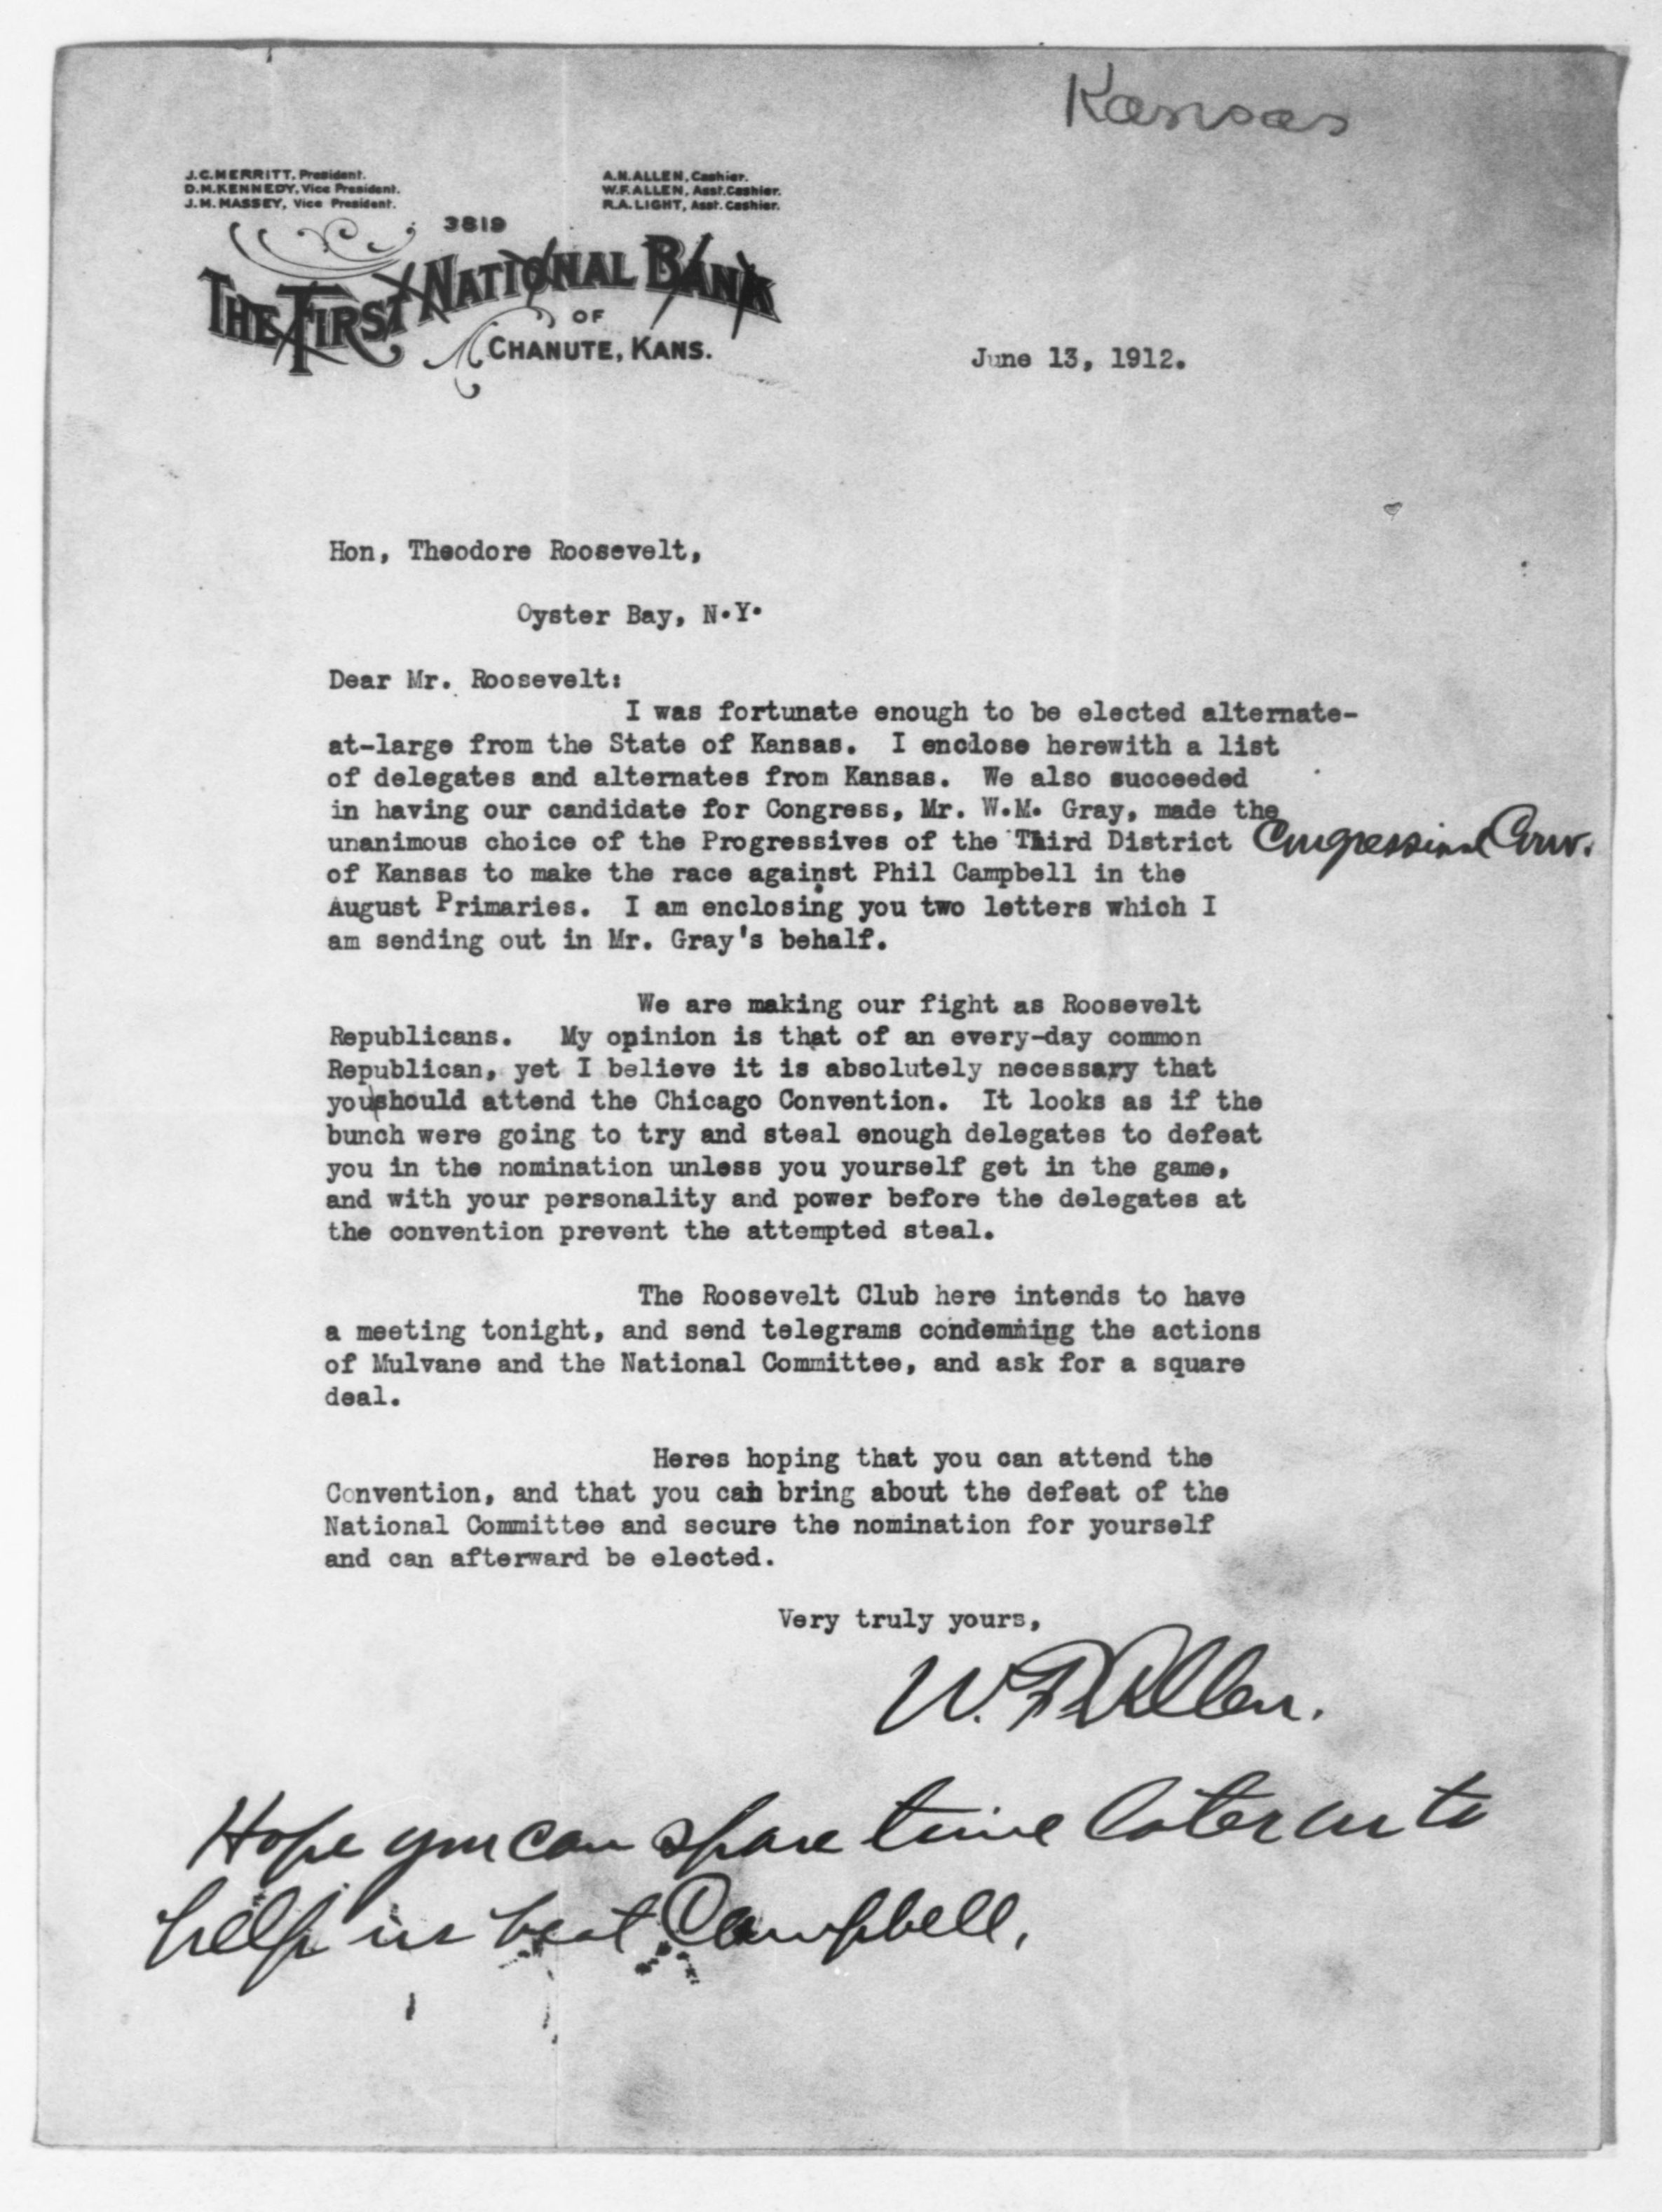 Kansas
J.C. MERRITT, President.
D.M. KENNEDY, Vice President.
J.M. MASSEY, Vice President.
A.N. ALLEN, Cashier.
W.F. ALLEN, Asst. Cashier.
R.A. LIGHT, Asst. Cashier.
3819
THE FIRST NATIONAL BANK
OF
CHANUTE, KANS.
June 13, 1912.
Hon, Theodore Roosevelt,
Oyster Bay, N.Y.
Dear Mr. Roosevelt:
I was fortunate enough to be elected alternate-
at-large from the State of Kansas. I enclose herewith a list
of delegates and alternates from Kansas. We also succeeded
in having our candidate for Congress, Mr. W.M. Gray, made the
unanimous choice of the Progressives of the Third District Congressional Conv.
of Kansas to make the race against Phil Campbell in the
August Primaries. I am enclosing you two letters which I
am sending out in Mr. Gray's behalf.
We are making our fight as Roosevelt
Republicans. My opinion is that of an every-day common
Republican, yet I believe it is absolutely necessary that
you should attend the Chicago Convention. It looks as if the
bunch were going to try and steal enough delegates to defeat
you in the nomination unless you yourself get in the game,
and with your personality and power before the delegates at
the convention prevent the attempted steal.
The Roosevelt Club here intends to have
a meeting tonight, and send telegrams condemning the actions
of Mulvane and the National Committee, and ask for a square
deal.
Heres hoping that you can attend the
Convention, and that you can bring about the defeat of the
National Committee and secure the nomination for yourself
and can afterward be elected.
Very truly yours,
W.F. Allen.
Hope you can spare time later on to
help us beat Campbell,